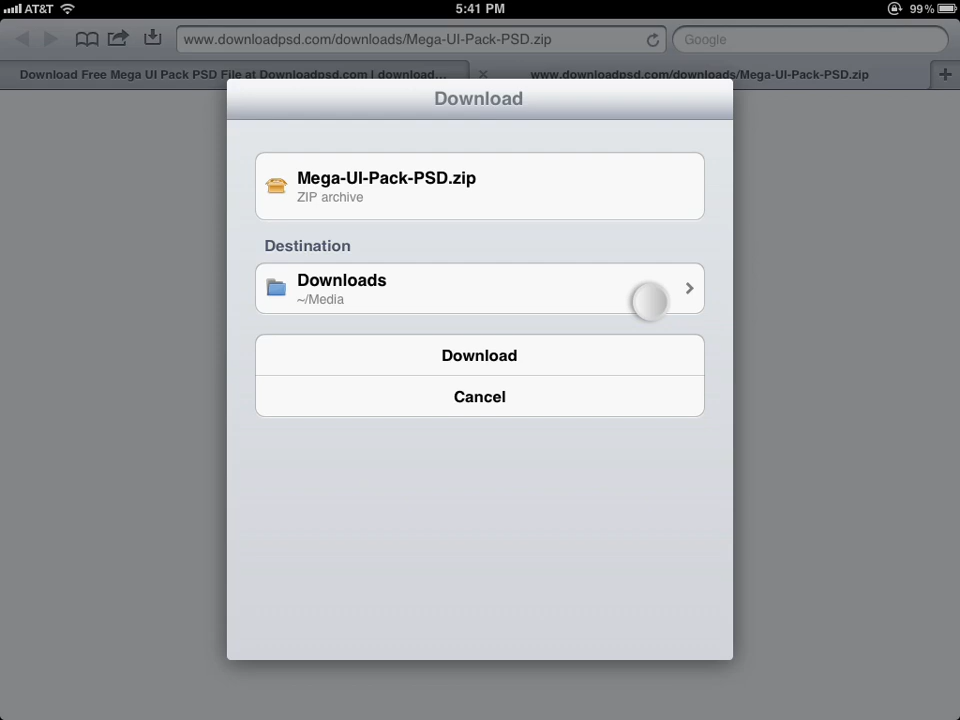 AT&T
5:41 PM
99%
www.downloadpsd.com/downloads/Mega-UI-Pack-PSD.zip
Google
Download Free Mega UI Pack PSD File at Downloadpsd.com | download...
www.downloadpsd.com/downloads/Mega-UI-Pack-PSD.zip
Download
Mega-UI-Pack-PSD.zip
ZIP archive
Destination
Downloads
~/Media
Download
Cancel